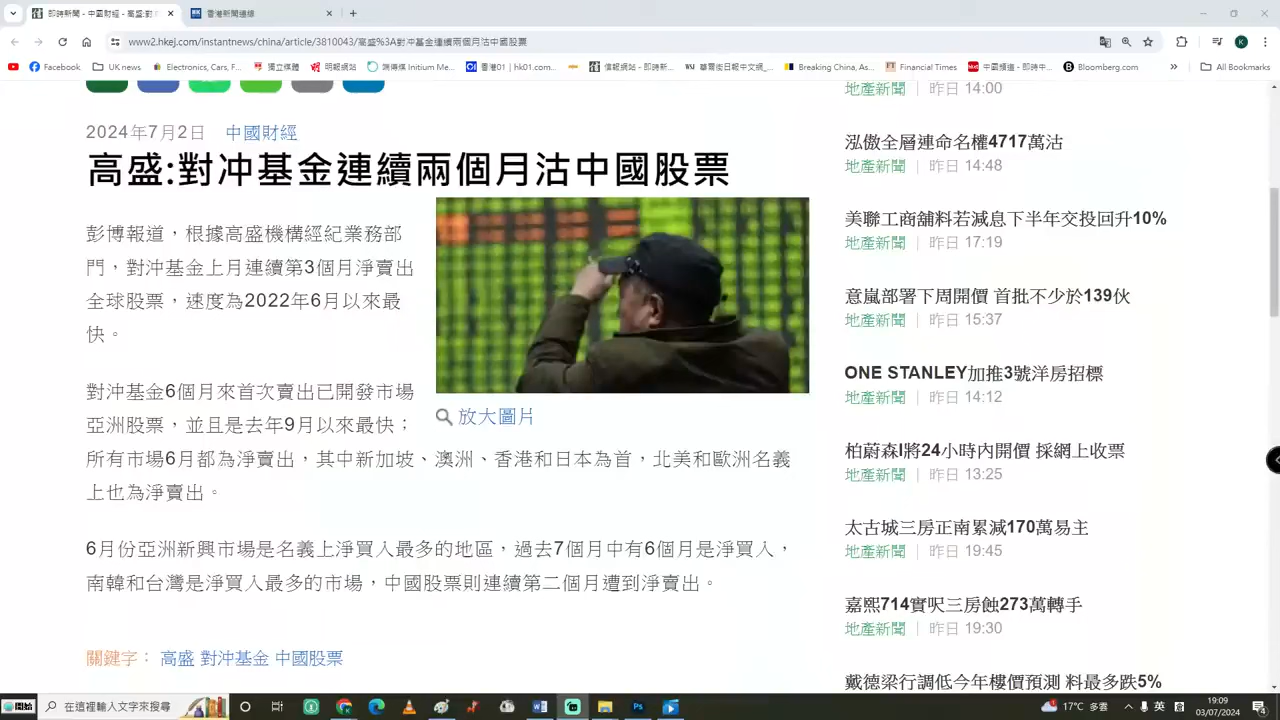 即時新聞 - 中國財經 - 高盛:對
香港新聞連線
www2.hkej.com/instantnews/china/article/3810043/高盛%3A對沖基金連續兩個月沽中國股票
K
Facebook
UK news
Electronics, Cars, F...
獨立媒體
明報網站
端傳媒 Initium Me...
香港01 | hk01.com...
信報網站 - 即時新...
華爾街日報中文網...
Breaking China, As...
Financial Times
中國頻道 - 即時中...
Bloomberg.com
»
All Bookmarks
2024年7月2日 中國財經
高盛:對冲基金連續兩個月沽中國股票
彭博報道，根據高盛機構經紀業務部
門，對沖基金上月連續第3個月淨賣出
全球股票，速度為2022年6月以來最
快。
對沖基金6個月來首次賣出已開發市場
亞洲股票，並且是去年9月以來最快；
所有市場6月都為淨賣出，其中新加坡、澳洲、香港和日本為首，北美和歐洲名義
上也為淨賣出。
放大圖片
6月份亞洲新興市場是名義上淨買入最多的地區，過去7個月中有6個月是淨買入，
南韓和台灣是淨買入最多的市場，中國股票則連續第二個月遭到淨賣出。
關鍵字： 高盛 對沖基金 中國股票
地產新聞 | 昨日 14:00
泓傲全層連命名權4717萬沽
地產新聞 | 昨日 14:48
美聯工商舖料若減息下半年交投回升10%
地產新聞 | 昨日 17:19
意嵐部署下周開價 首批不少於139伙
地產新聞 | 昨日 15:37
ONE STANLEY加推3號洋房招標
地產新聞 | 昨日 14:12
柏蔚森I將24小時內開價 採網上收票
地產新聞 | 昨日 13:25
太古城三房正南累減170萬易主
地產新聞 | 昨日 19:45
嘉熙714實呎三房蝕273萬轉手
地產新聞 | 昨日 19:30
戴德梁行調低今年樓價預測 料最多跌5%
開始
在這裡輸入文字來搜尋
17°C 多雲
英
19:09
03/07/2024